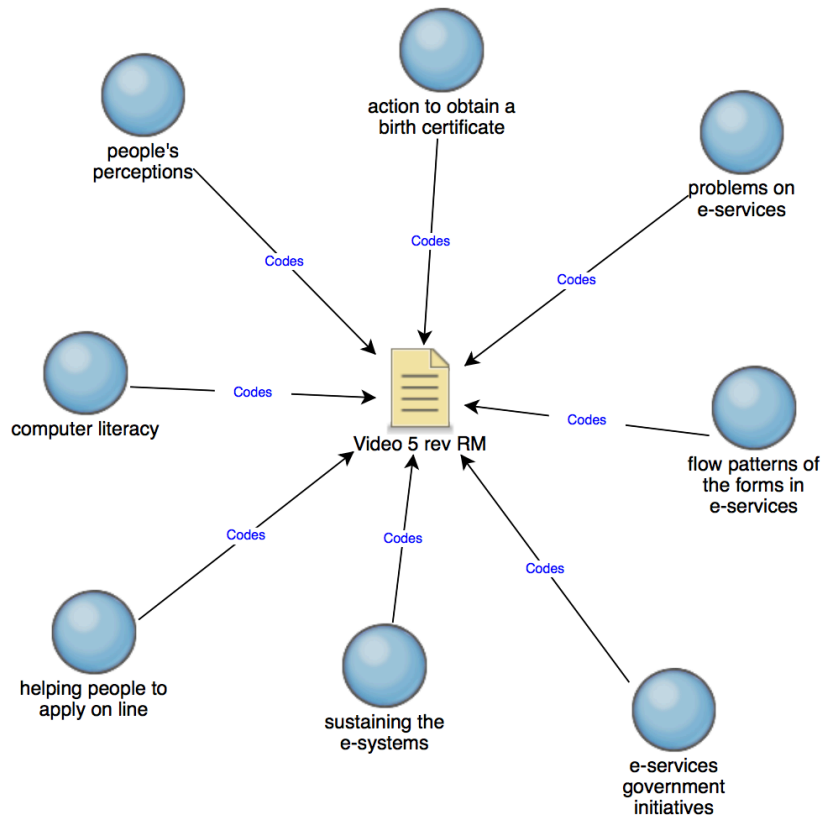 action to obtain a
birth certificate
people's
perceptions
problems on
e-services
Codes
Codes
Codes
computer literacy
Codes
Video 5 rev RM
Codes
flow patterns of
the forms in
e-services
Codes
Codes
Codes
helping people to
apply on line
sustaining the
e-systems
e-services
government
initiatives